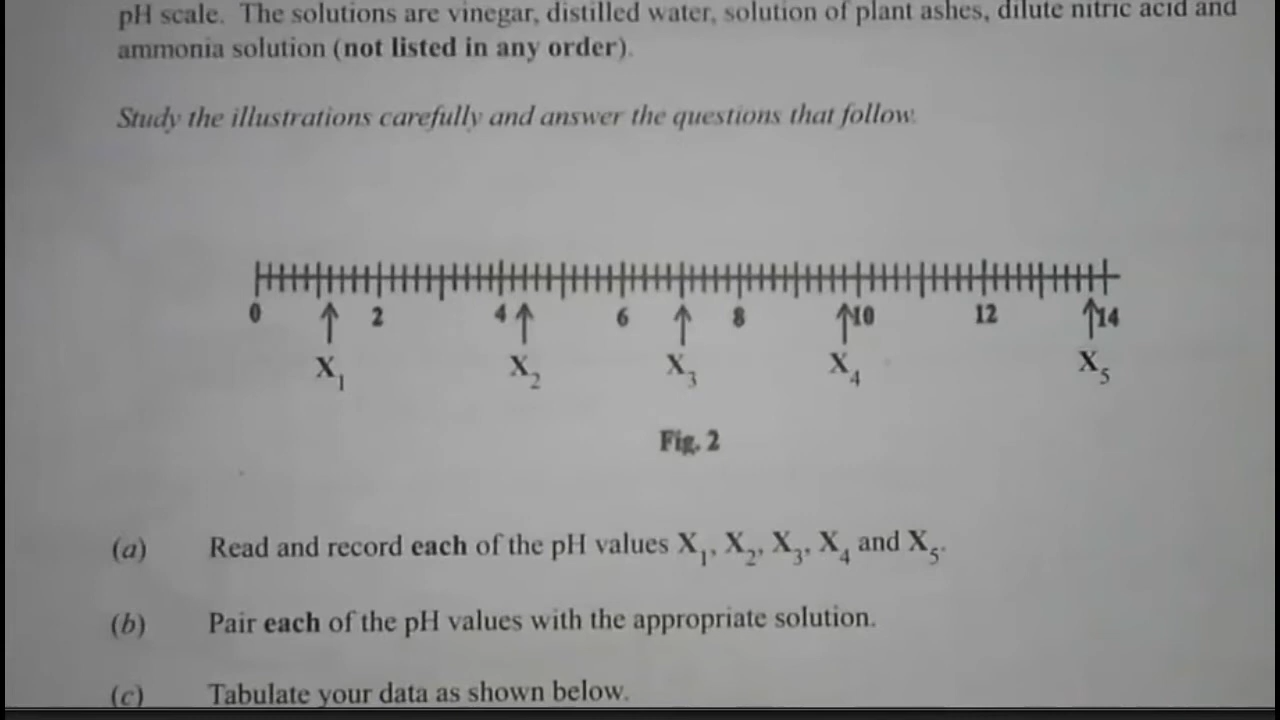 pH scale. The solutions are vinegar, distilled water, solution of plant ashes, dilute nitric acid and
ammonia solution (not listed in any order).
Study the illustrations carefully and answer the questions that follow.
0 2 4 6 8 10 12 14
X₁ X₂ X₃ X₄ X₅
Fig. 2
(a) Read and record each of the pH values X₁, X₂, X₃, X₄ and X₅.
(b) Pair each of the pH values with the appropriate solution.
(c) Tabulate your data as shown below.